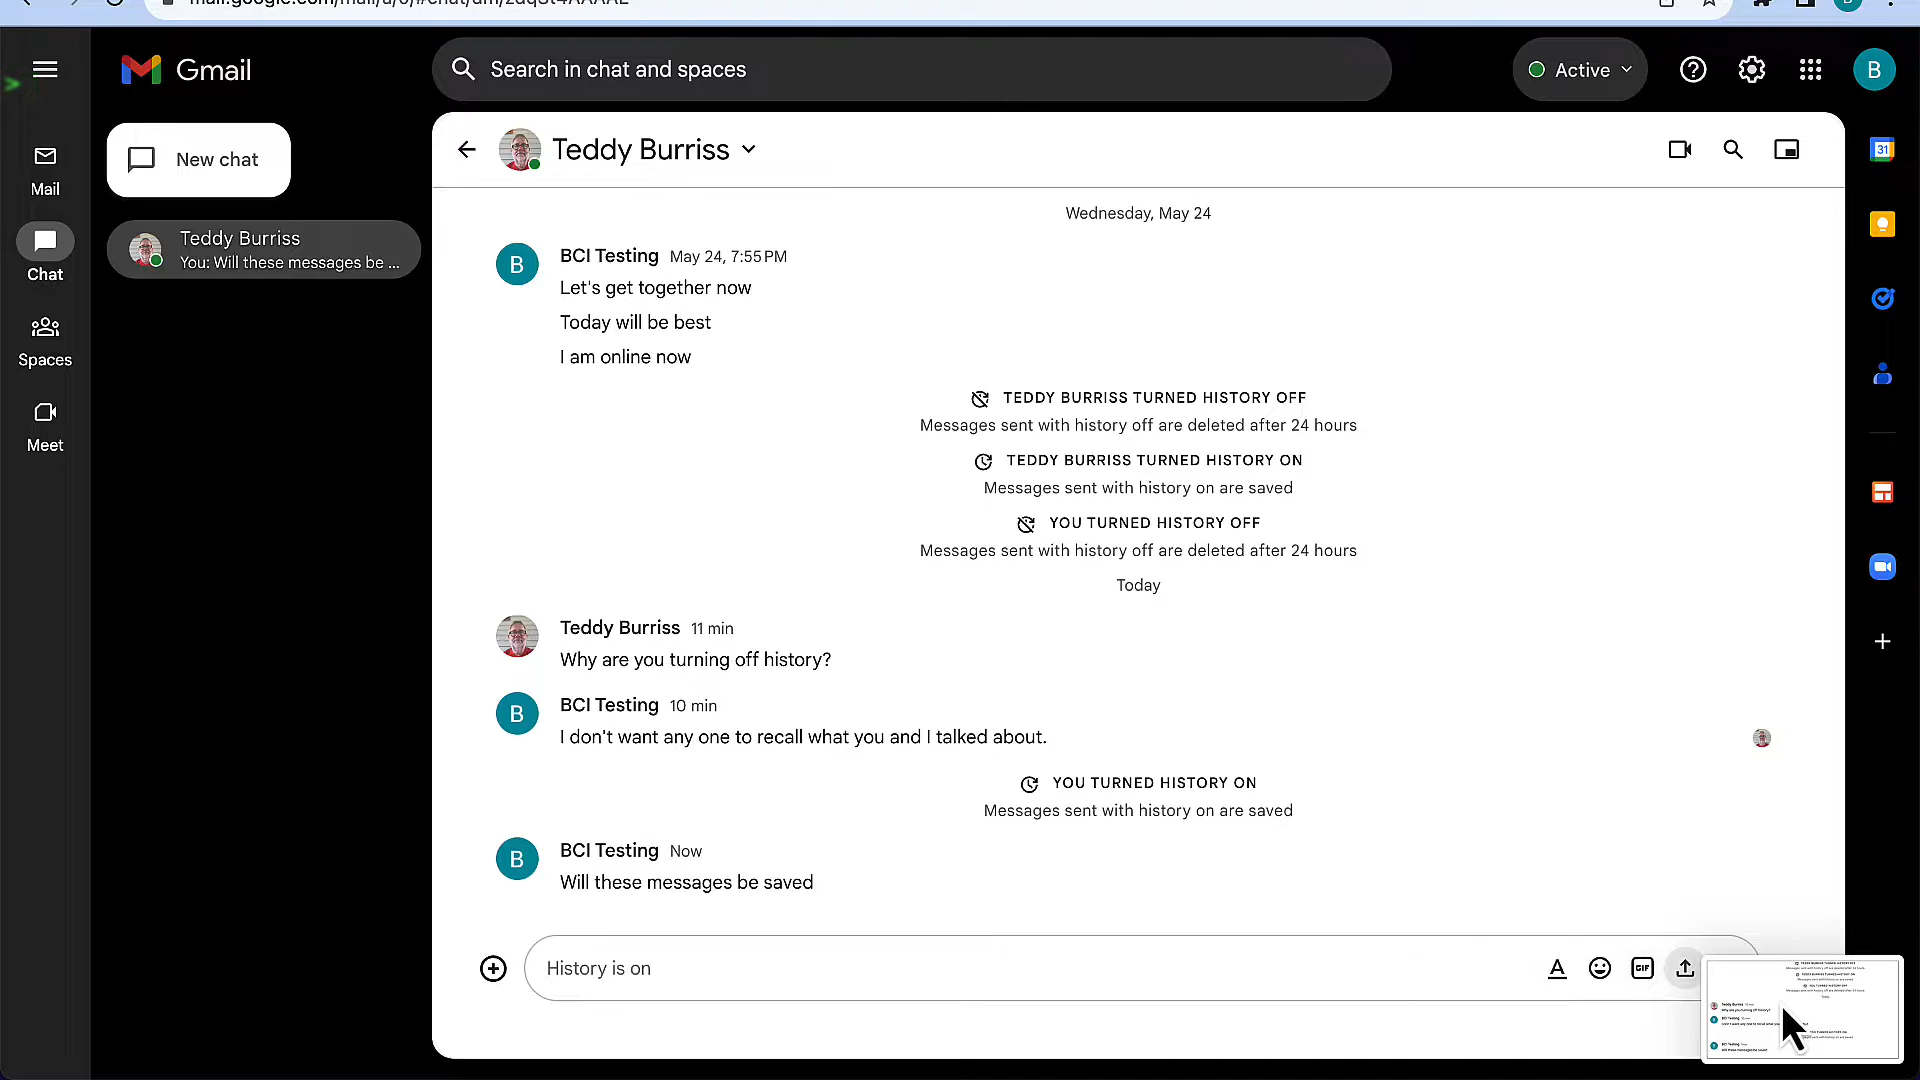 Gmail
Search in chat and spaces
Active
B
New chat
Teddy Burriss
Mail
Teddy Burriss
You: Will these messages be ...
Chat
Spaces
Meet
31
Wednesday, May 24
B
BCI Testing May 24, 7:55 PM
Let's get together now
Today will be best
I am online now
TEDDY BURRISS TURNED HISTORY OFF
Messages sent with history off are deleted after 24 hours
TEDDY BURRISS TURNED HISTORY ON
Messages sent with history on are saved
YOU TURNED HISTORY OFF
Messages sent with history off are deleted after 24 hours
Today
Teddy Burriss 11 min
Why are you turning off history?
B
BCI Testing 10 min
I don't want any one to recall what you and I talked about.
YOU TURNED HISTORY ON
Messages sent with history on are saved
B
BCI Testing Now
Will these messages be saved
History is on
A
GIF